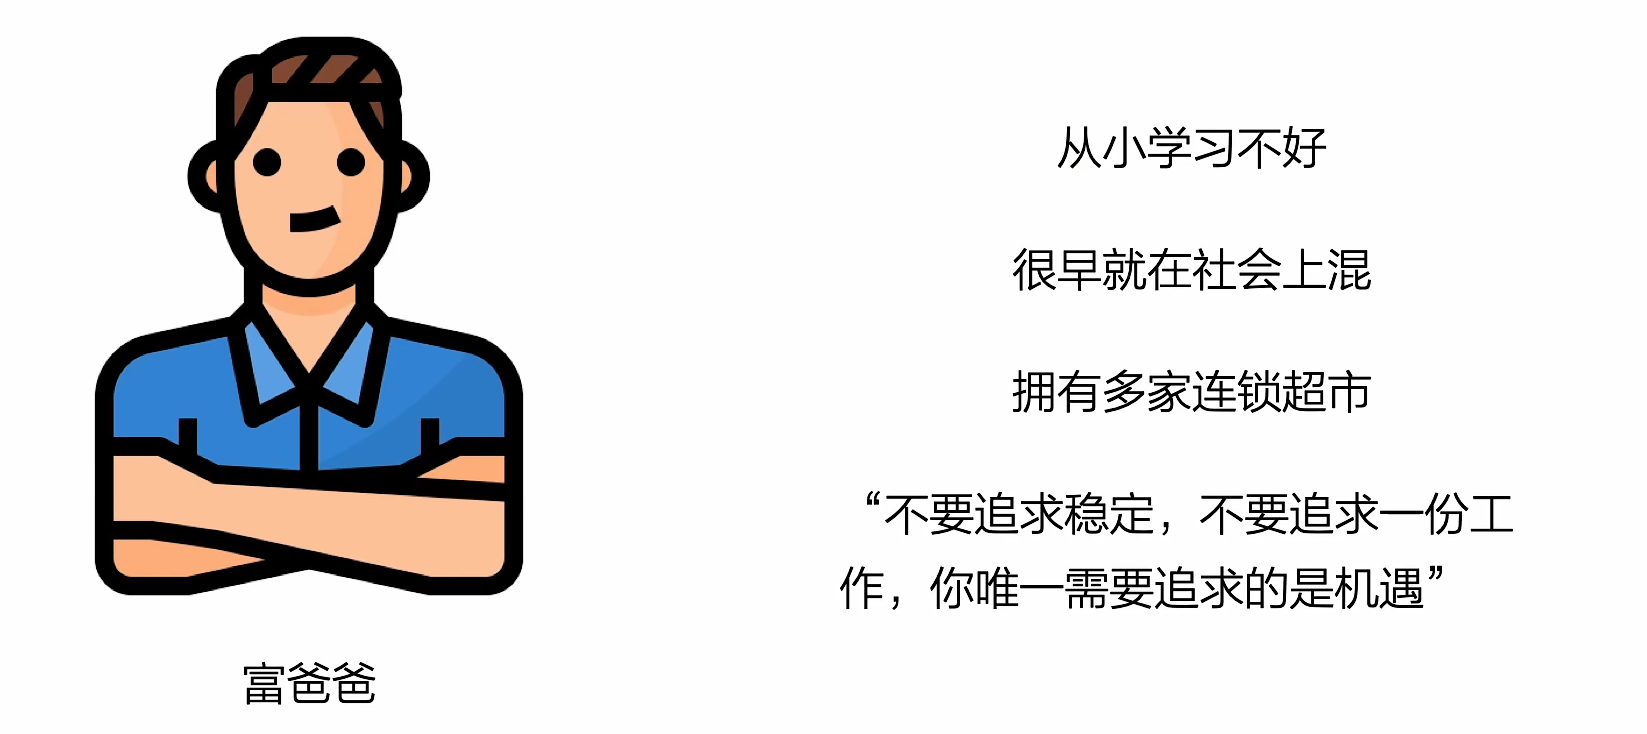 从小学习不好
很早就在社会上混
拥有多家连锁超市
“不要追求稳定，不要追求一份工
作，你唯一需要追求的是机遇”
富爸爸